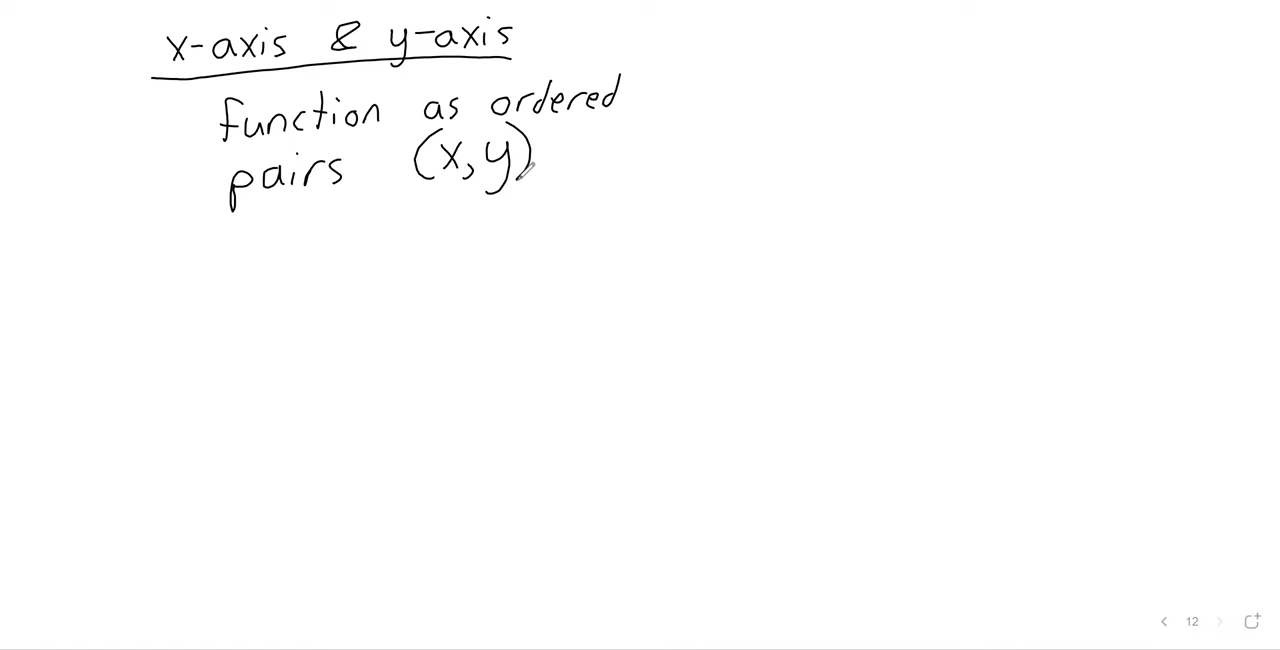 x-axis & y-axis
function as ordered
pairs (x,y)
12